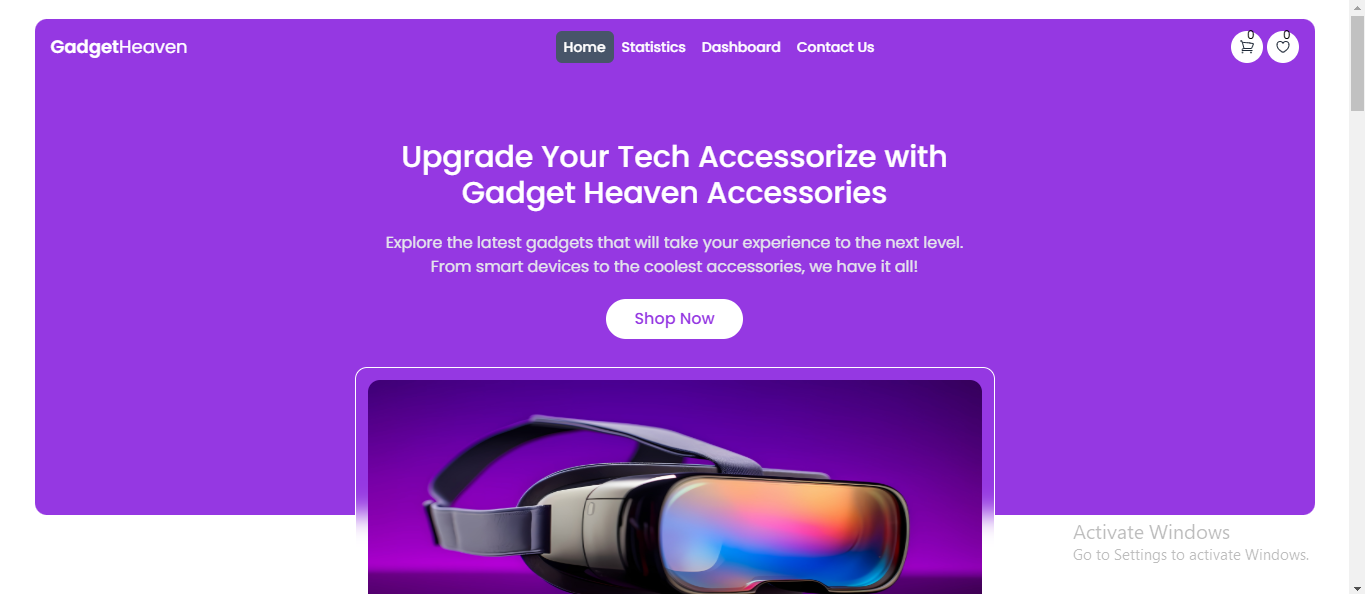 GadgetHeaven
Home Statistics Dashboard Contact Us
0 0
Upgrade Your Tech Accessorize with
Gadget Heaven Accessories
Explore the latest gadgets that will take your experience to the next level.
From smart devices to the coolest accessories, we have it all!
Shop Now
Activate Windows
Go to Settings to activate Windows.